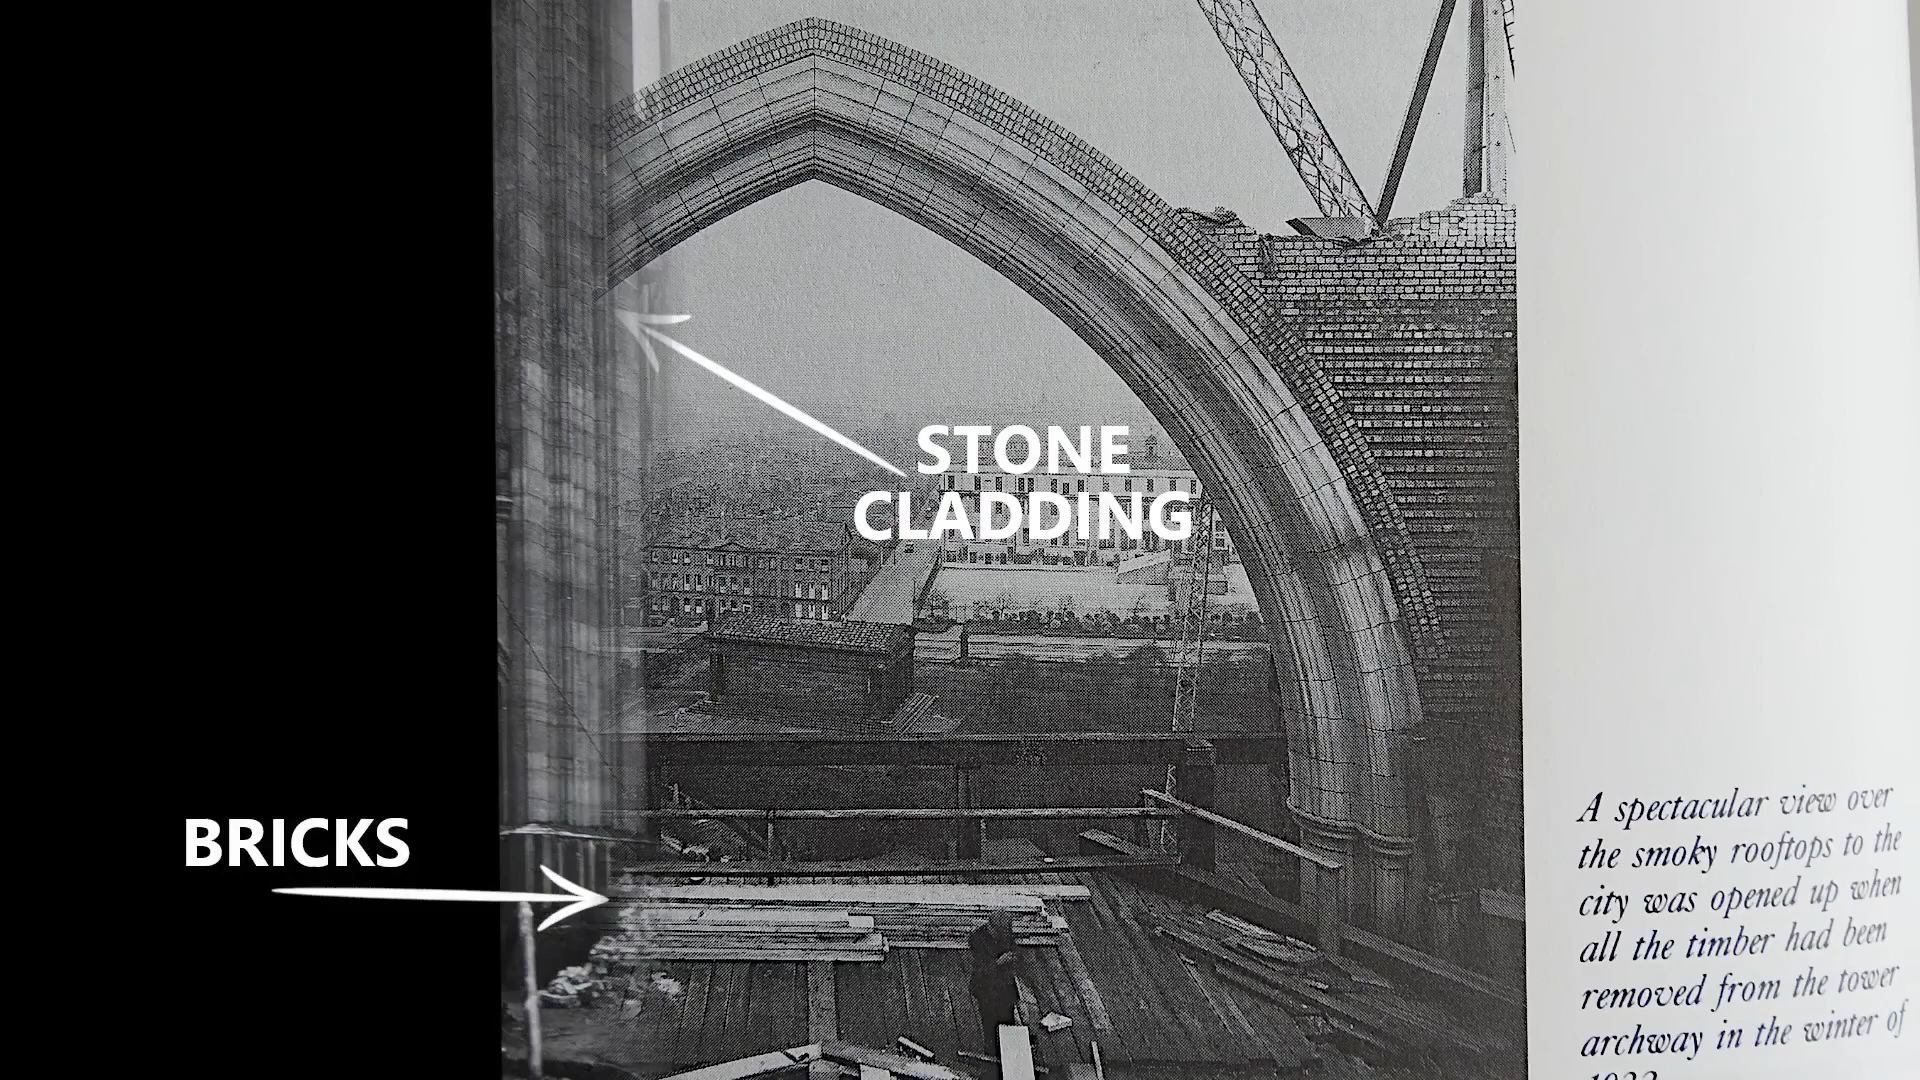 STONE
CLADDING
BRICKS
A spectacular view over
the smoky rooftops to the
city was opened up when
all the timber had been
removed from the tower
archway in the winter of